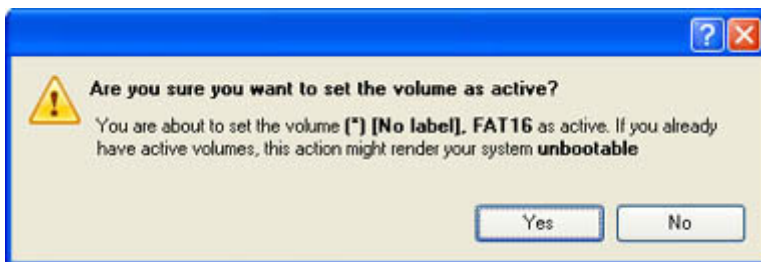 ?
Are you sure you want to set the volume as active?
You are about to set the volume (*) [No label], FAT16 as active. If you already
have active volumes, this action might render your system unbootable
Yes No